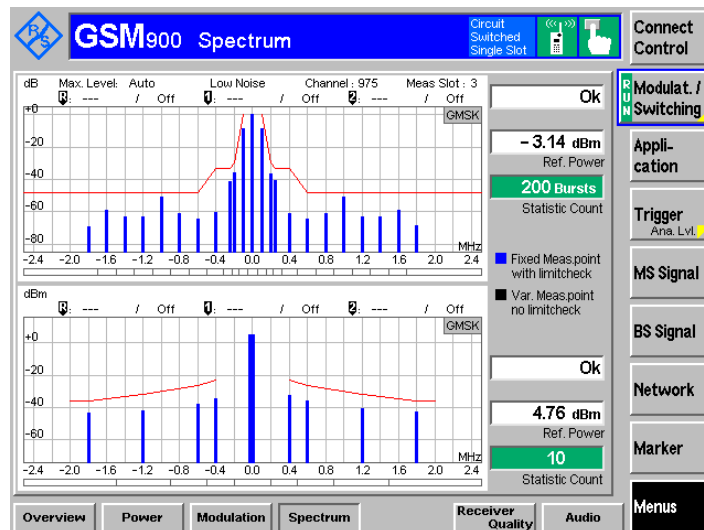 R&S
GSM900 Spectrum
Circuit
Switched
Single Slot
Connect
Control
dB Max. Level: Auto Low Noise Channel : 975 Meas Slot : 3
R: --- / Off 1: --- / Off 2: --- / Off
GMSK
+0
-20
-40
-60
-80
MHz
-2.4 -2.0 -1.6 -1.2 -0.8 -0.4 0.0 0.4 0.8 1.2 1.6 2.0 2.4
Ok
-3.14 dBm
Ref. Power
200 Bursts
Statistic Count
Fixed Meas.point
with limitcheck
Var. Meas.point
no limitcheck
dBm
R: --- / Off 1: --- / Off 2: --- / Off
GMSK
+0
-20
-40
-60
MHz
-2.4 -2.0 -1.6 -1.2 -0.8 -0.4 0.0 0.4 0.8 1.2 1.6 2.0 2.4
Ok
4.76 dBm
Ref. Power
10
Statistic Count
RUN
Modulat. /
Switching
Appli-
cation
Trigger
Ana. Lvl.
MS Signal
BS Signal
Network
Marker
Menus
Overview Power Modulation Spectrum Receiver
Quality Audio